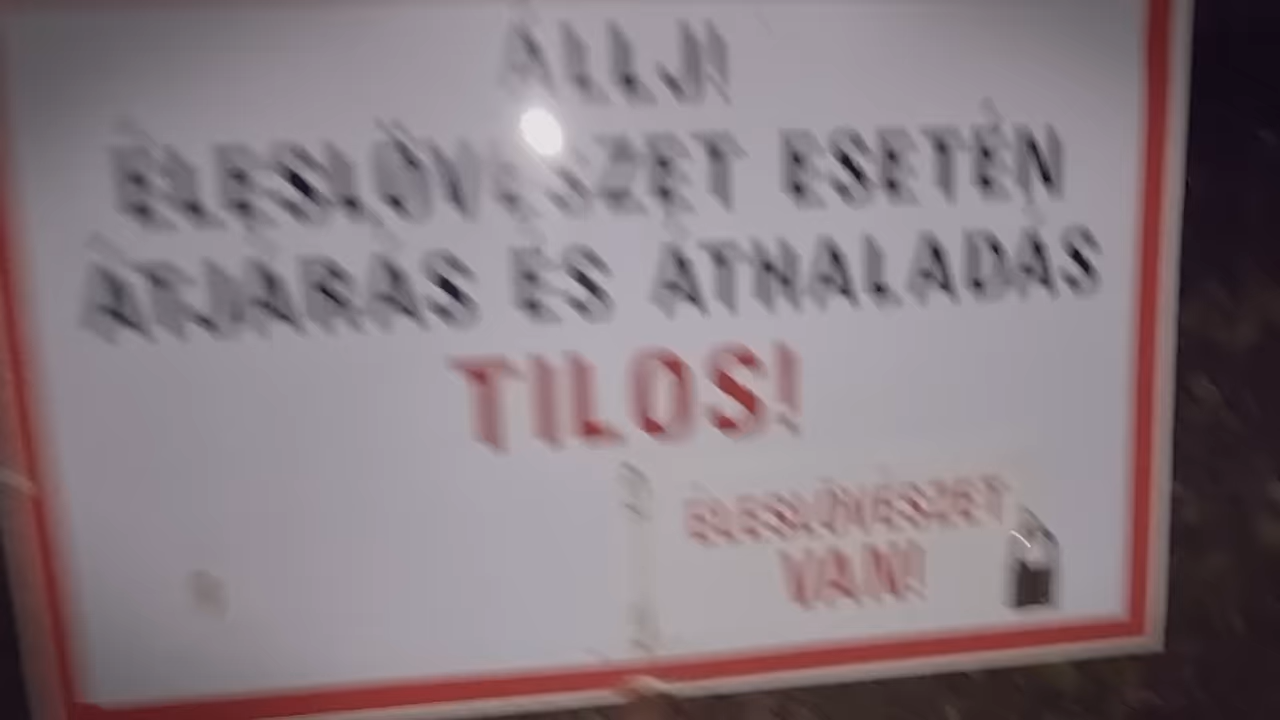 ÁLLJ!
ÉLESLÖVÉSZET ESETÉN
ÁTJÁRÁS ÉS ÁTHALADÁS
TILOS!
ÉLESLÖVÉSZET
VAN!